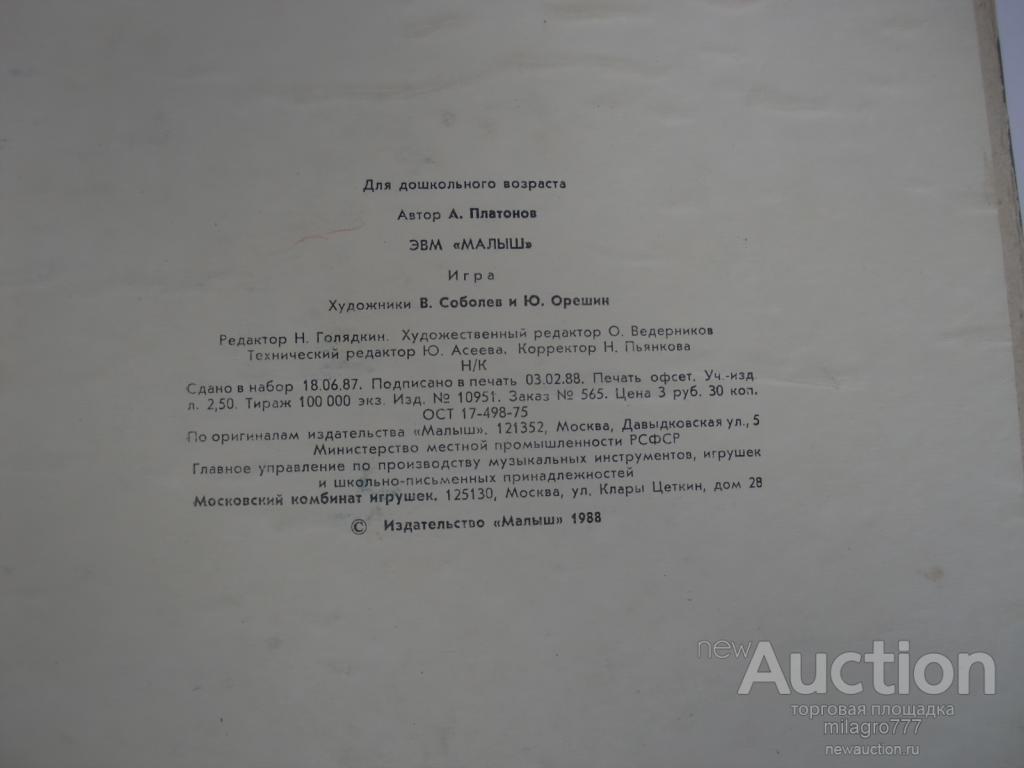 Для дошкольного возраста
Автор А. Платонов
ЭВМ «МАЛЫШ»
Игра
Художники В. Соболев и Ю. Орешин
Редактор Н. Голядкин. Художественный редактор О. Ведерников
Технический редактор Ю. Асеева. Корректор Н. Пьянкова
Н/К
Сдано в набор 18.06.87. Подписано в печать 03.02.88. Печать офсет. Уч.-изд.
л. 2,50. Тираж 100 000 экз. Изд. № 10951. Заказ № 565. Цена 3 руб. 30 коп.
ОСТ 17-498-75
По оригиналам издательства «Малыш». 121352, Москва, Давыдковская ул., 5
Министерство местной промышленности РСФСР
Главное управление по производству музыкальных инструментов, игрушек
и школьно-письменных принадлежностей
Московский комбинат игрушек. 125130, Москва, ул. Клары Цеткин, дом 28
© Издательство «Малыш» 1988
newAuction
торговая площадка
milagro777
newauction.ru